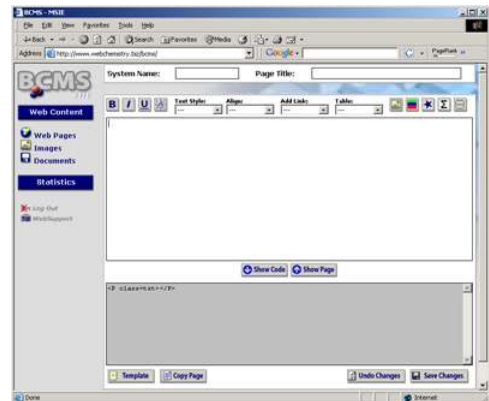 BCMS - MSIE
File Edit View Favorites Tools Help
Back Search Favorites Media
Address http://www.webchemistry.biz/bcms/ Google PageRank
BCMS
System Name: Page Title:
Web Content
B I U A Text Style: Align: Add Link: Table:
--- --- --- --- Σ
Web Pages
Images
Documents
Statistics
Log Out
WebSupport
Show Code Show Page
<P class=txt></P>
Template Copy Page Undo Changes Save Changes
Done Internet